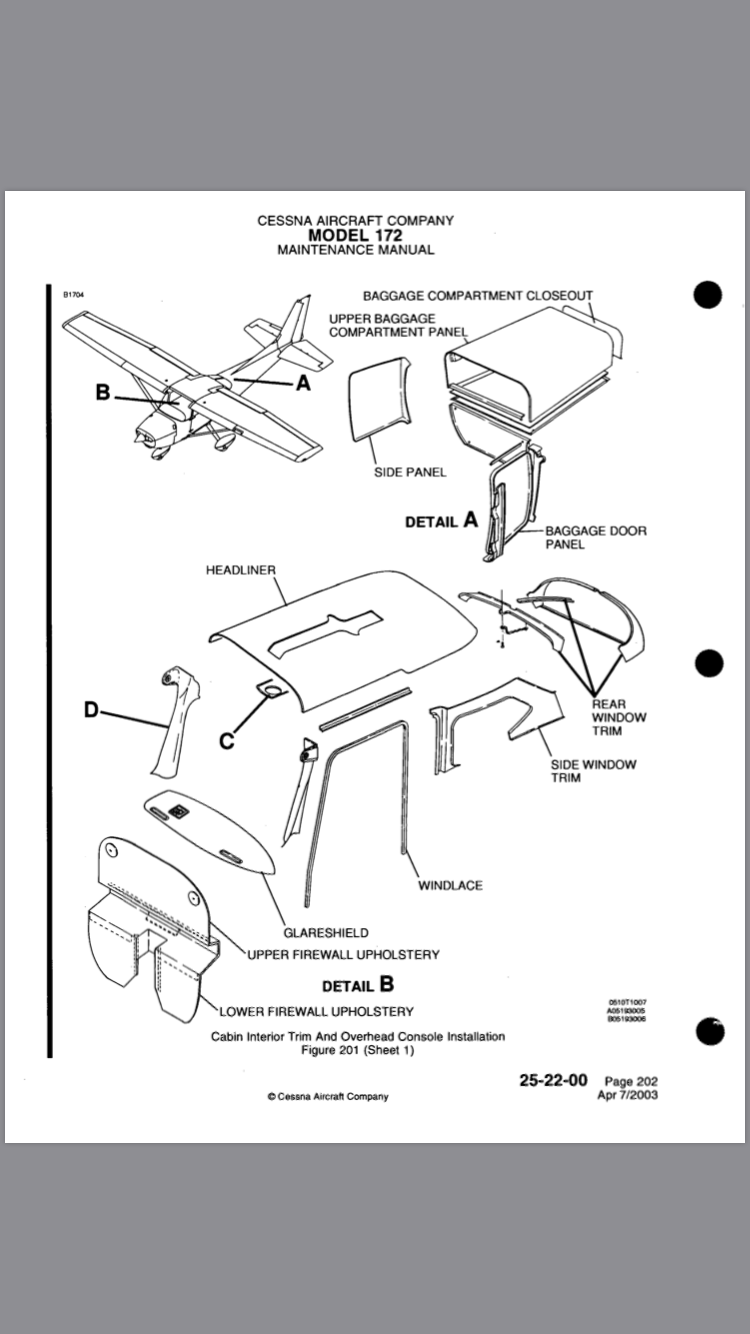 CESSNA AIRCRAFT COMPANY
MODEL 172
MAINTENANCE MANUAL
B1704
BAGGAGE COMPARTMENT CLOSEOUT
UPPER BAGGAGE
COMPARTMENT PANEL
A
B
SIDE PANEL
DETAIL A
BAGGAGE DOOR
PANEL
HEADLINER
D
C
REAR
WINDOW
TRIM
SIDE WINDOW
TRIM
WINDLACE
GLARESHIELD
UPPER FIREWALL UPHOLSTERY
DETAIL B
LOWER FIREWALL UPHOLSTERY
0510T1007
A05193005
B05193006
Cabin Interior Trim And Overhead Console Installation
Figure 201 (Sheet 1)
25-22-00 Page 202
Apr 7/2003
© Cessna Aircraft Company